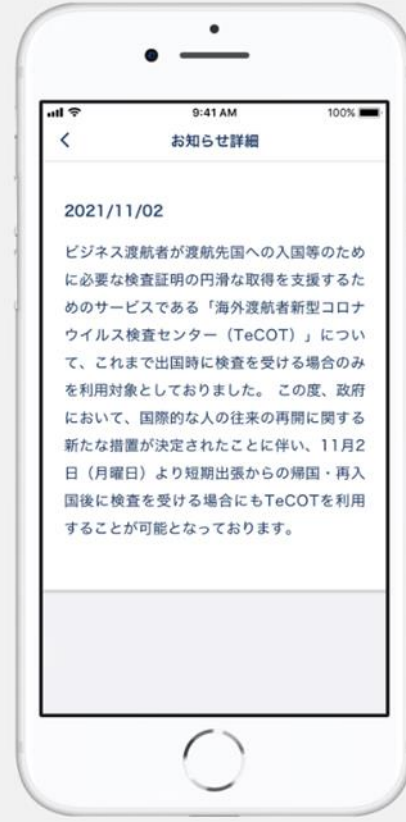 9:41 AM
100%
お知らせ詳細
2021/11/02
ビジネス渡航者が渡航先国への入国等のため
に必要な検査証明の円滑な取得を支援するた
めのサービスである「海外渡航者新型コロナ
ウイルス検査センター（TeCOT）」につい
て、これまで出国時に検査を受ける場合のみ
を利用対象としておりました。 この度、政府
において、国際的な人の往来の再開に関する
新たな措置が決定されたことに伴い、11月2
日（月曜日）より短期出張からの帰国・再入
国後に検査を受ける場合にもTeCOTを利用
することが可能となっております。